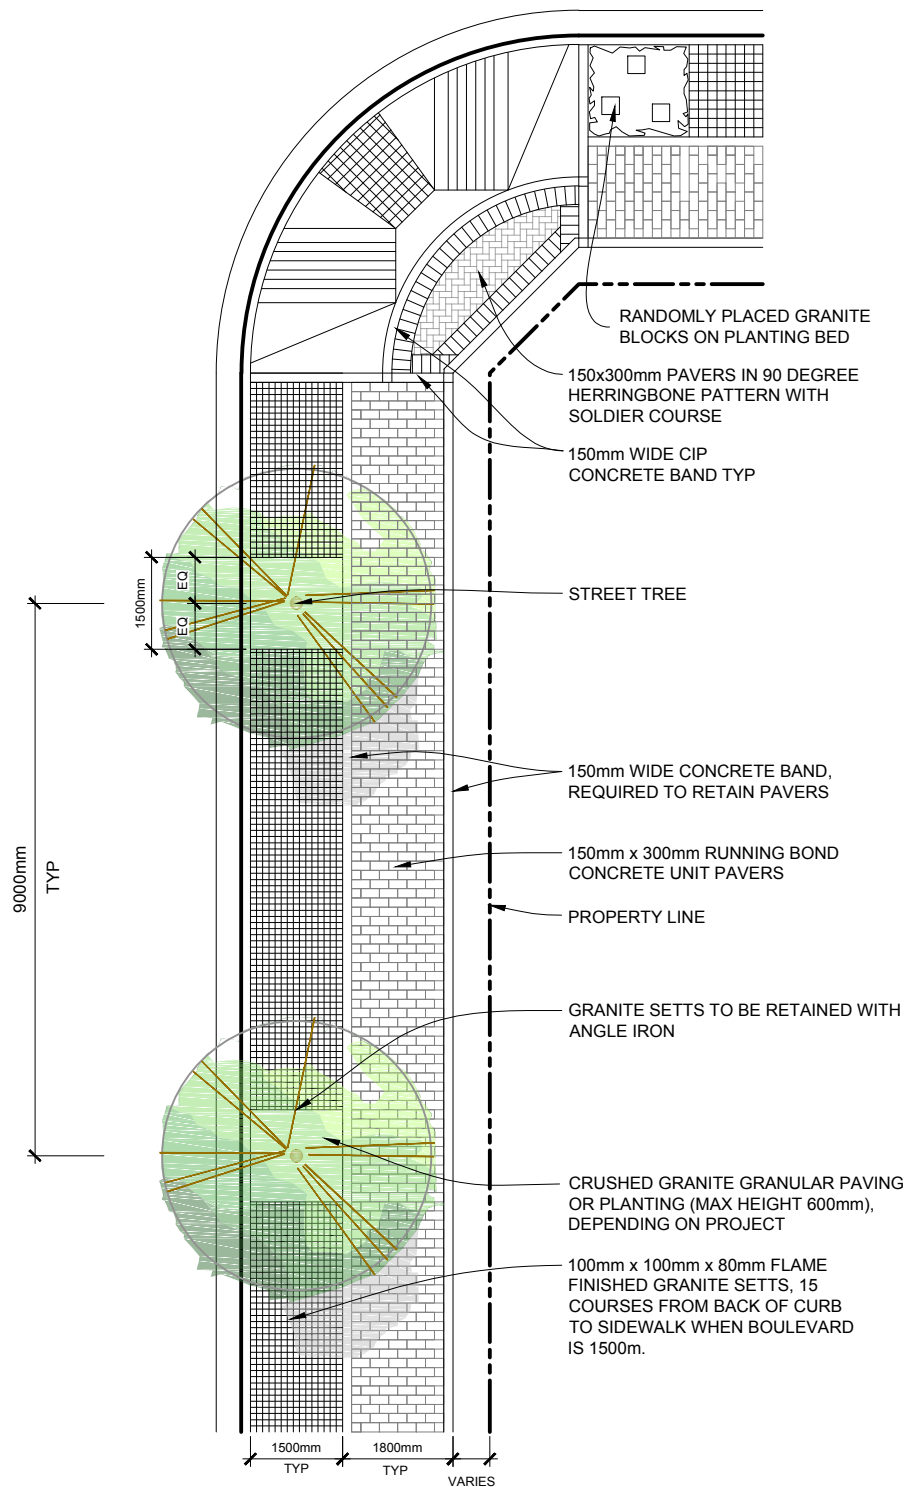 RANDOMLY PLACED GRANITE
BLOCKS ON PLANTING BED
150x300mm PAVERS IN 90 DEGREE
HERRINGBONE PATTERN WITH
SOLDIER COURSE
150mm WIDE CIP
CONCRETE BAND TYP
1500mm
EQ
EQ
STREET TREE
150mm WIDE CONCRETE BAND,
REQUIRED TO RETAIN PAVERS
9000mm
TYP
150mm x 300mm RUNNING BOND
CONCRETE UNIT PAVERS
PROPERTY LINE
GRANITE SETTS TO BE RETAINED WITH
ANGLE IRON
CRUSHED GRANITE GRANULAR PAVING
OR PLANTING (MAX HEIGHT 600mm),
DEPENDING ON PROJECT
100mm x 100mm x 80mm FLAME
FINISHED GRANITE SETTS, 15
COURSES FROM BACK OF CURB
TO SIDEWALK WHEN BOULEVARD
IS 1500m.
1500mm
TYP
1800mm
TYP
VARIES